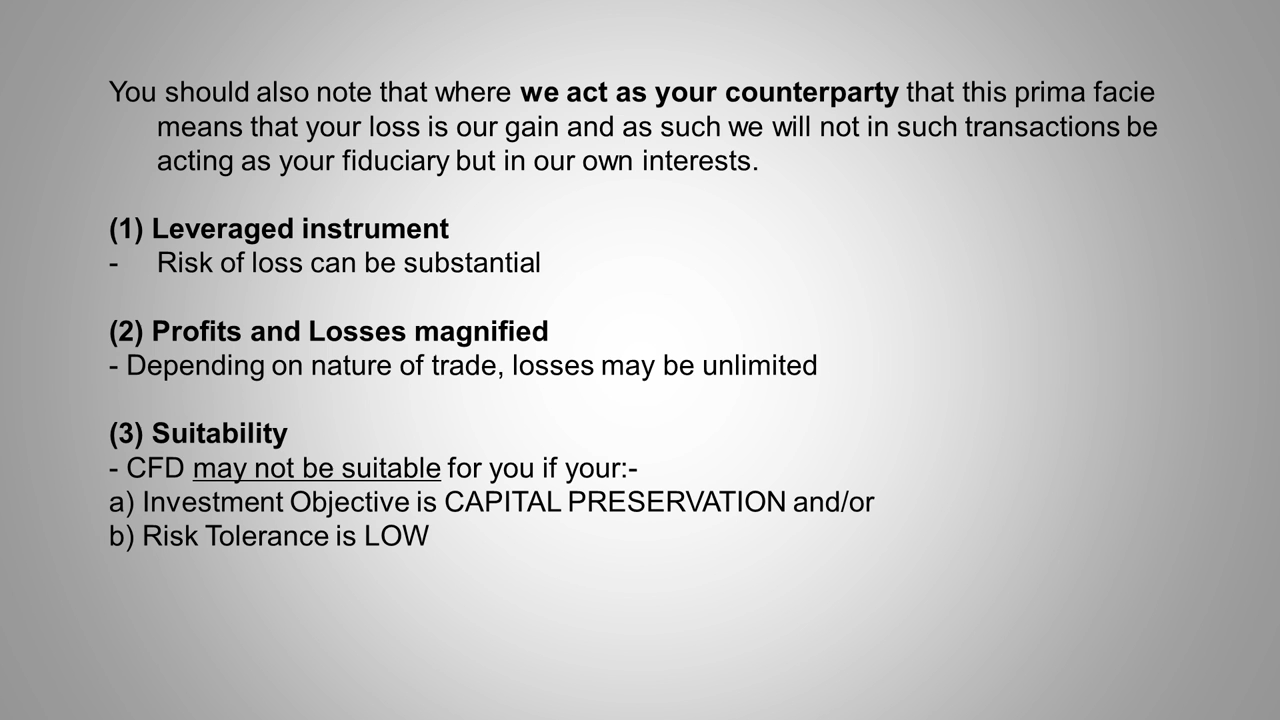 You should also note that where we act as your counterparty that this prima facie
means that your loss is our gain and as such we will not in such transactions be
acting as your fiduciary but in our own interests.
(1) Leveraged instrument
- Risk of loss can be substantial
(2) Profits and Losses magnified
- Depending on nature of trade, losses may be unlimited
(3) Suitability
- CFD may not be suitable for you if your:-
a) Investment Objective is CAPITAL PRESERVATION and/or
b) Risk Tolerance is LOW